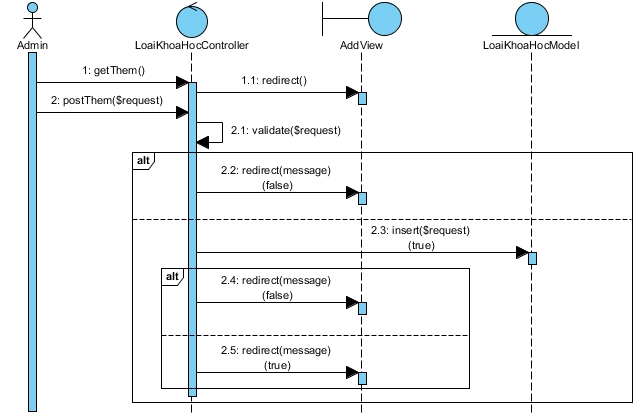 Admin
LoaiKhoaHocController
AddView
LoaiKhoaHocModel
1: getThem()
1.1: redirect()
2: postThem($request)
2.1: validate($request)
alt
2.2: redirect(message)
(false)
2.3: insert($request)
(true)
alt
2.4: redirect(message)
(false)
2.5: redirect(message)
(true)